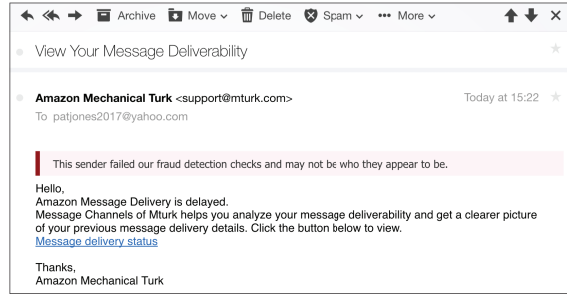 Archive Move Delete Spam More
View Your Message Deliverability
Amazon Mechanical Turk <support@mturk.com> Today at 15:22
To patjones2017@yahoo.com
This sender failed our fraud detection checks and may not be who they appear to be.
Hello,
Amazon Message Delivery is delayed.
Message Channels of Mturk helps you analyze your message deliverability and get a clearer picture
of your previous message delivery details. Click the button below to view.
Message delivery status
Thanks,
Amazon Mechanical Turk